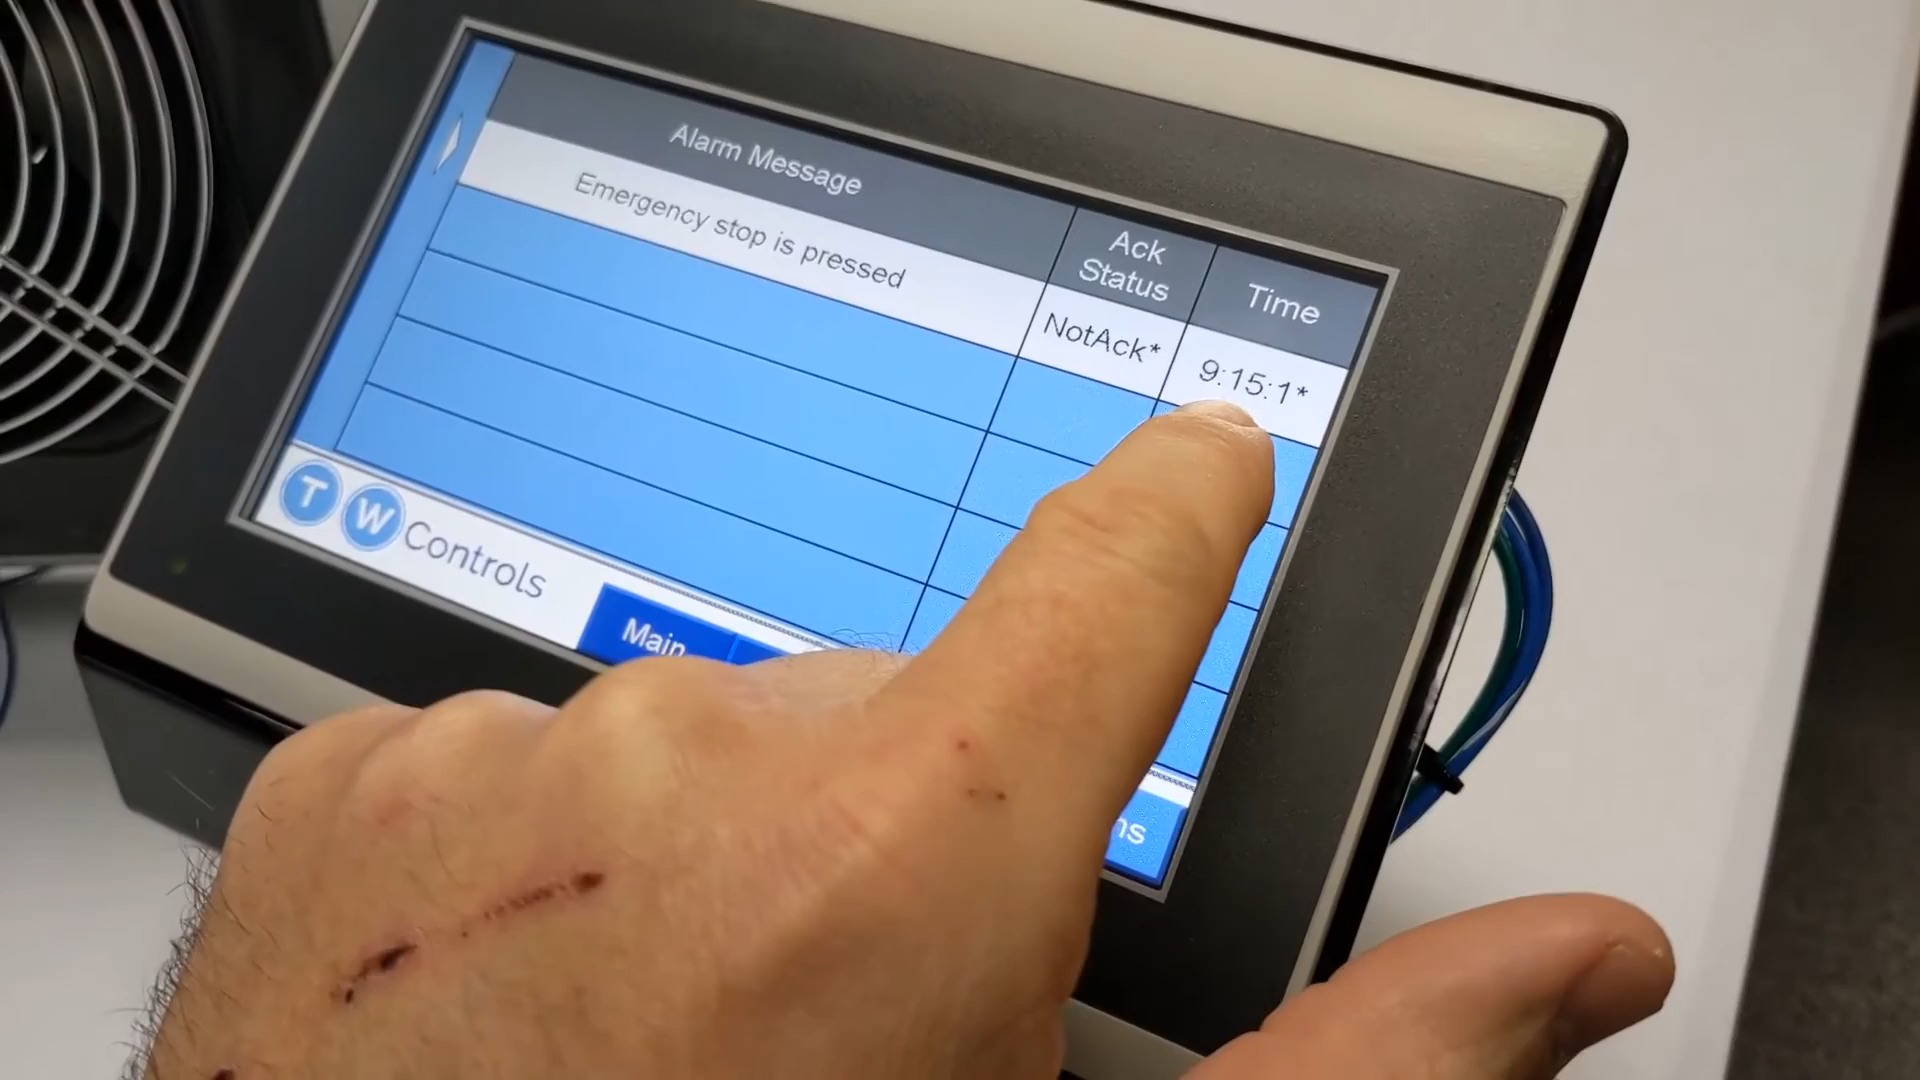 Alarm Message
Ack
Status
Time
Emergency stop is pressed
NotAck*
9:15:1*
T W Controls
Main